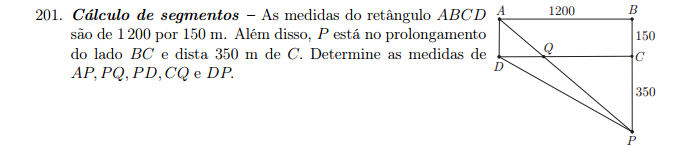 201. Cálculo de segmentos – As medidas do retângulo ABCD
são de 1 200 por 150 m. Além disso, P está no prolongamento
do lado BC e dista 350 m de C. Determine as medidas de
AP, PQ, PD, CQ e DP.
A 1200 B
150
Q
C
D
350
P